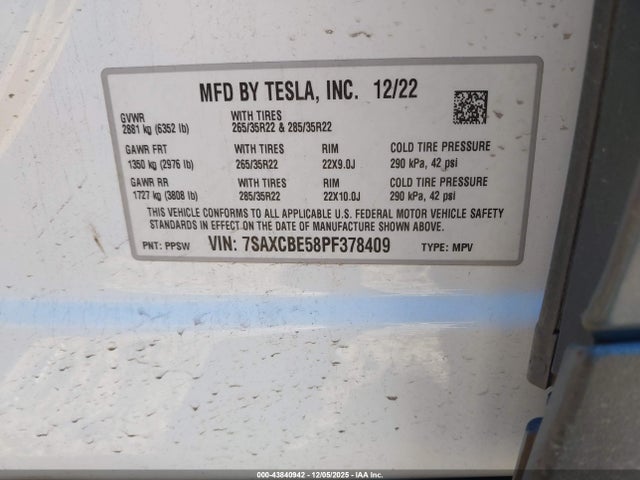 MFD BY TESLA, INC. 12/22
GVWR WITH TIRES
2881 kg (6352 lb) 265/35R22 & 285/35R22
GAWR FRT WITH TIRES RIM COLD TIRE PRESSURE
1350 kg (2976 lb) 265/35R22 22X9.0J 290 kPa, 42 psi
GAWR RR WITH TIRES RIM COLD TIRE PRESSURE
1727 kg (3808 lb) 285/35R22 22X10.0J 290 kPa, 42 psi
THIS VEHICLE CONFORMS TO ALL APPLICABLE U.S. FEDERAL MOTOR VEHICLE SAFETY
STANDARDS IN EFFECT ON THE DATE OF MANUFACTURE SHOWN ABOVE.
PNT: PPSW VIN: 7SAXCBE58PF378409 TYPE: MPV
000-43840942 - 12/05/2025 - IAA Inc.